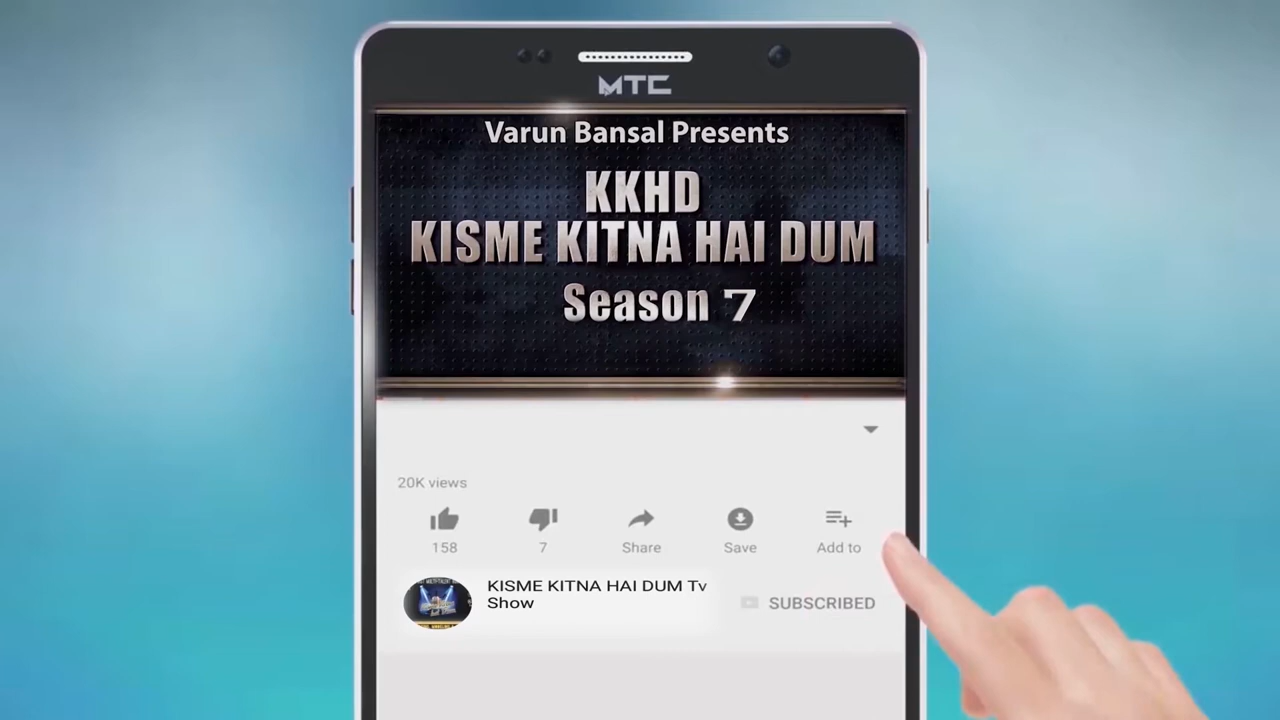 MTC
Varun Bansal Presents
KKHD
KISME KITNA HAI DUM
Season 7
20K views
158
7
Share
Save
Add to
KISME KITNA HAI DUM Tv
Show
SUBSCRIBED